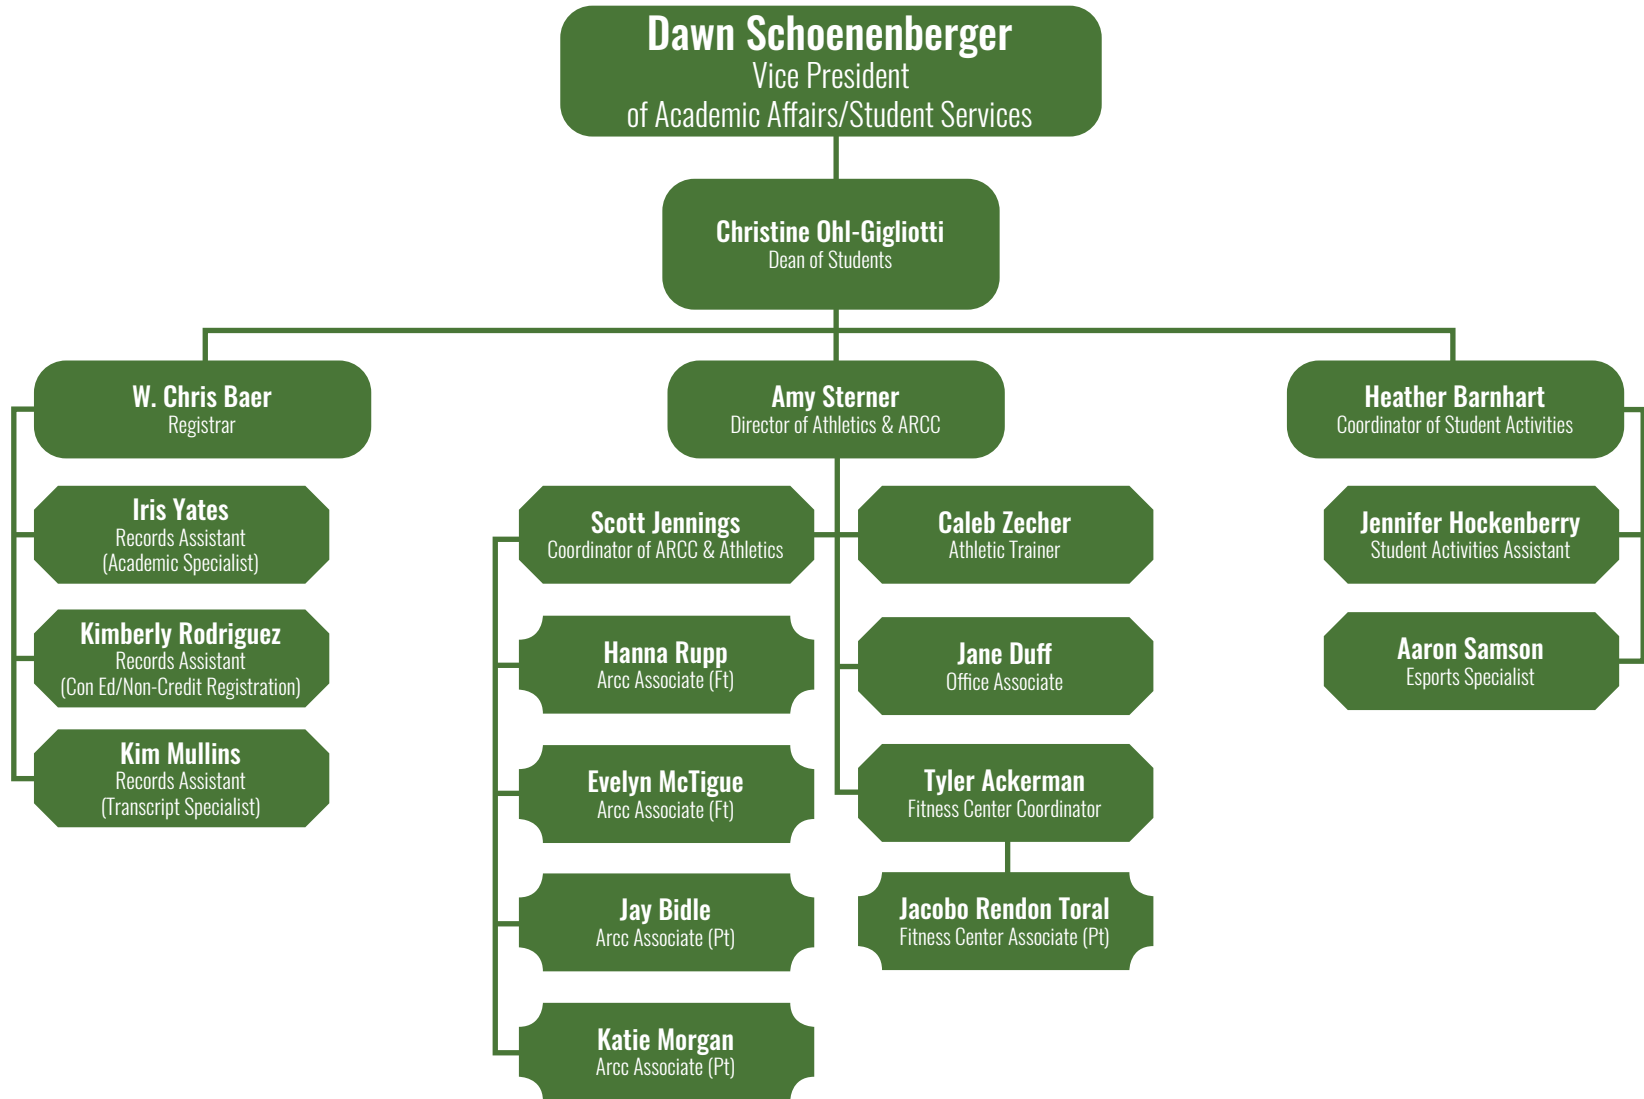 Dawn Schoenenberger
Vice President
of Academic Affairs/Student Services
Christine Ohl-Gigliotti
Dean of Students
W. Chris Baer
Registrar
Iris Yates
Records Assistant
(Academic Specialist)
Kimberly Rodriguez
Records Assistant
(Con Ed/Non-Credit Registration)
Kim Mullins
Records Assistant
(Transcript Specialist)
Amy Sterner
Director of Athletics & ARCC
Scott Jennings
Coordinator of ARCC & Athletics
Hanna Rupp
Arcc Associate (Ft)
Evelyn McTigue
Arcc Associate (Ft)
Jay Bidle
Arcc Associate (Pt)
Katie Morgan
Arcc Associate (Pt)
Caleb Zecher
Athletic Trainer
Jane Duff
Office Associate
Tyler Ackerman
Fitness Center Coordinator
Jacobo Rendon Toral
Fitness Center Associate (Pt)
Heather Barnhart
Coordinator of Student Activities
Jennifer Hockenberry
Student Activities Assistant
Aaron Samson
Esports Specialist